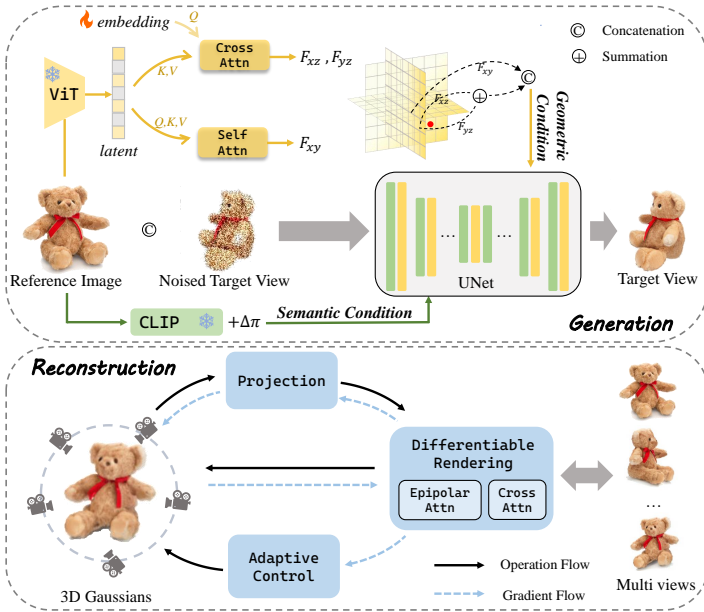 embedding
Q
Cross
Attn
F_xz , F_yz
K,V
ViT
latent
Q,K,V
Self
Attn
F_xy
F_xy
F_xz
F_yz
C
+
C Concatenation
+ Summation
Geometric
Condition
Reference Image
C
Noised Target View
... ...
UNet
Target View
CLIP
+Δπ
Semantic Condition
Generation
Reconstruction
Projection
Differentiable
Rendering
Epipolar
Attn
Cross
Attn
Adaptive
Control
3D Gaussians
Operation Flow
Gradient Flow
...
Multi views